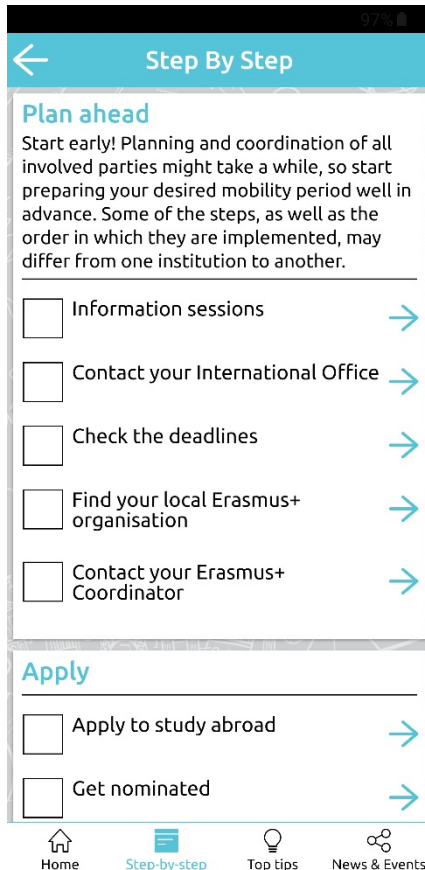 97%
Step By Step
Plan ahead
Start early! Planning and coordination of all
involved parties might take a while, so start
preparing your desired mobility period well in
advance. Some of the steps, as well as the
order in which they are implemented, may
differ from one institution to another.
Information sessions
Contact your International Office
Check the deadlines
Find your local Erasmus+
organisation
Contact your Erasmus+
Coordinator
Apply
Apply to study abroad
Get nominated
Home
Step-by-step
Top tips
News & Events